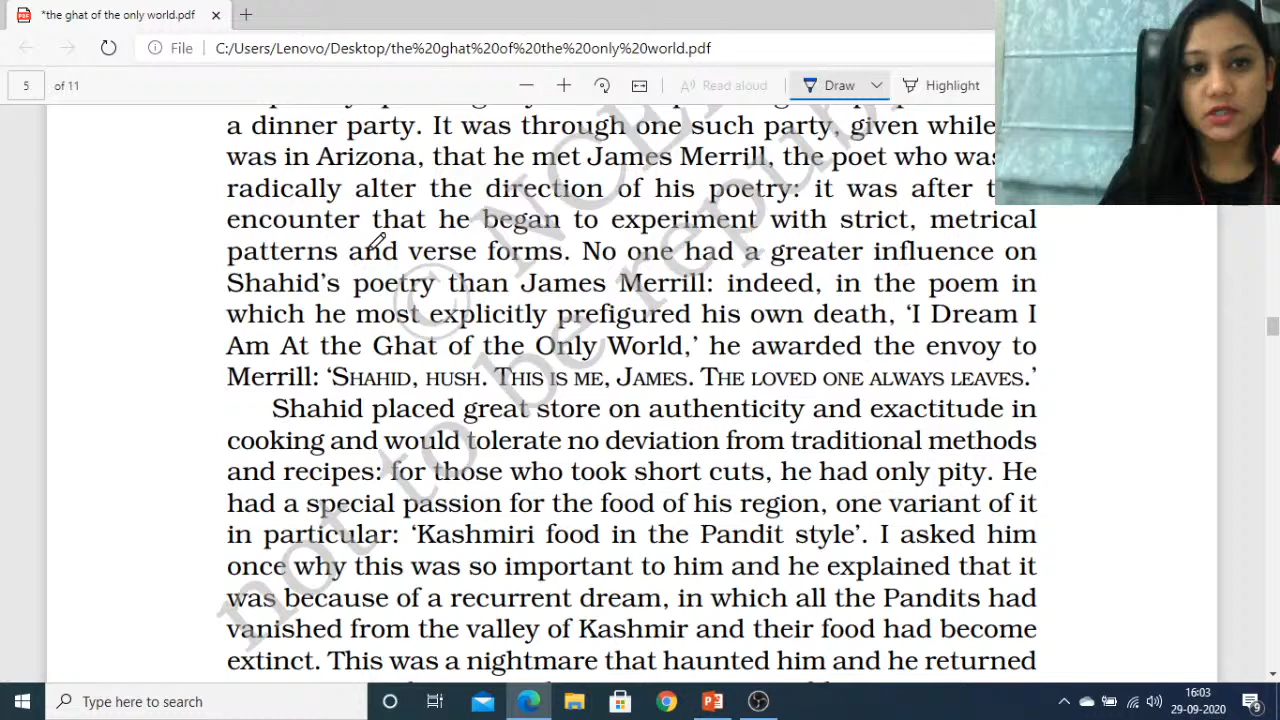 *the ghat of the only world.pdf
File C:/Users/Lenovo/Desktop/the%20ghat%20of%20the%20only%20world.pdf
5 of 11 Read aloud Draw Highlight
a dinner party. It was through one such party, given while
was in Arizona, that he met James Merrill, the poet who was
radically alter the direction of his poetry: it was after t
encounter that he began to experiment with strict, metrical
patterns and verse forms. No one had a greater influence on
Shahid's poetry than James Merrill: indeed, in the poem in
which he most explicitly prefigured his own death, 'I Dream I
Am At the Ghat of the Only World,' he awarded the envoy to
Merrill: 'SHAHID, HUSH. THIS IS ME, JAMES. THE LOVED ONE ALWAYS LEAVES.'
Shahid placed great store on authenticity and exactitude in
cooking and would tolerate no deviation from traditional methods
and recipes: for those who took short cuts, he had only pity. He
had a special passion for the food of his region, one variant of it
in particular: 'Kashmiri food in the Pandit style'. I asked him
once why this was so important to him and he explained that it
was because of a recurrent dream, in which all the Pandits had
vanished from the valley of Kashmir and their food had become
extinct. This was a nightmare that haunted him and he returned
© NCE
not to be repu
Type here to search
16:03
29-09-2020
9